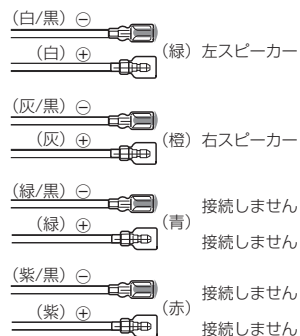 (白/黒) ⊖
(白) ⊕
(緑) 左スピーカー
(灰/黒) ⊖
(灰) ⊕
(橙) 右スピーカー
(緑/黒) ⊖
接続しません
(緑) ⊕
(青)
接続しません
(紫/黒) ⊖
接続しません
(紫) ⊕
(赤)
接続しません